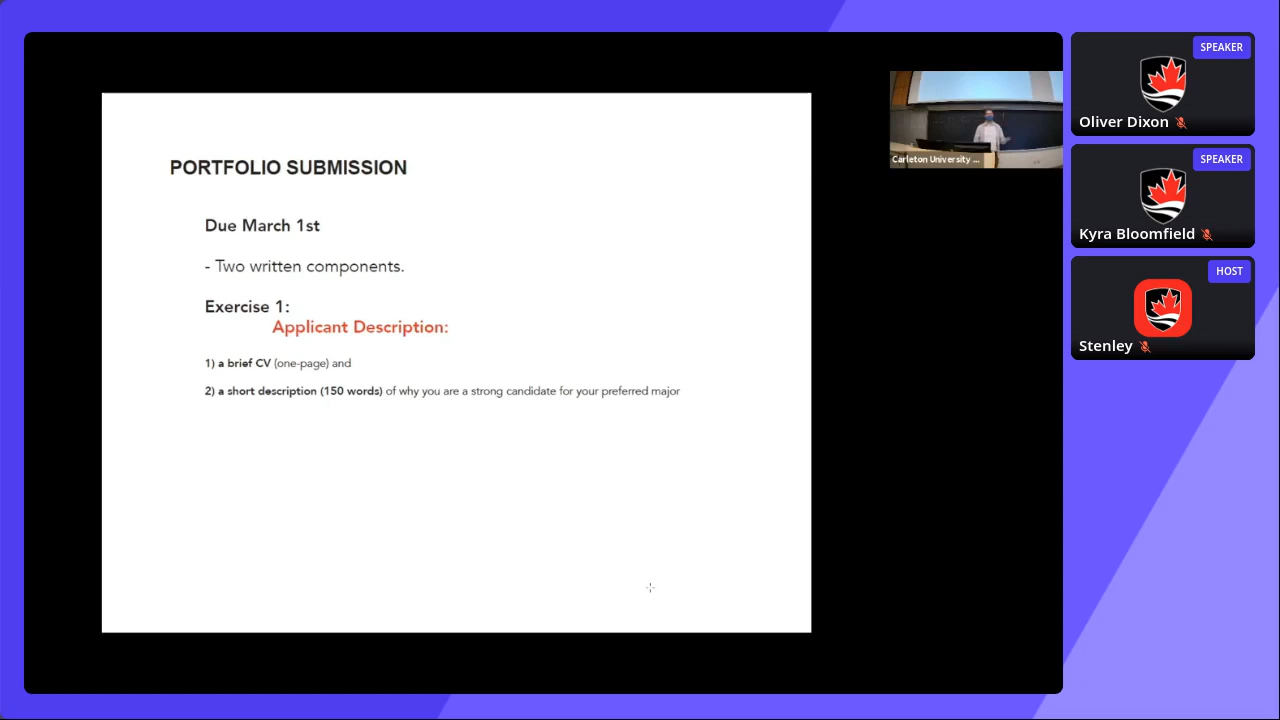 PORTFOLIO SUBMISSION
Due March 1st
- Two written components.
Exercise 1:
Applicant Description:
1) a brief CV (one-page) and
2) a short description (150 words) of why you are a strong candidate for your preferred major
Carleton University ...
SPEAKER
Oliver Dixon
SPEAKER
Kyra Bloomfield
HOST
Stenley